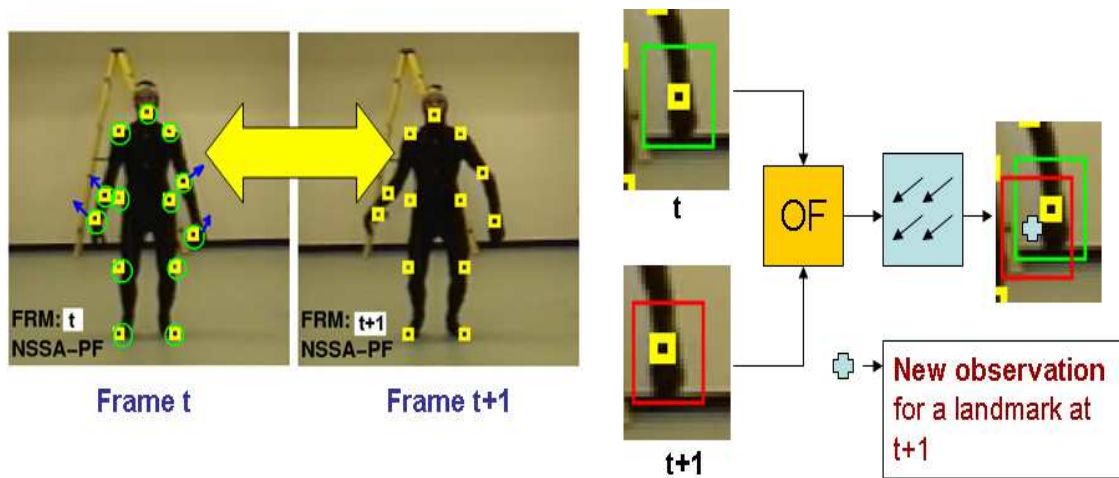 FRM: t
NSSA-PF
Frame t
FRM: t+1
NSSA-PF
Frame t+1
t
OF
t+1
New observation
for a landmark at
t+1